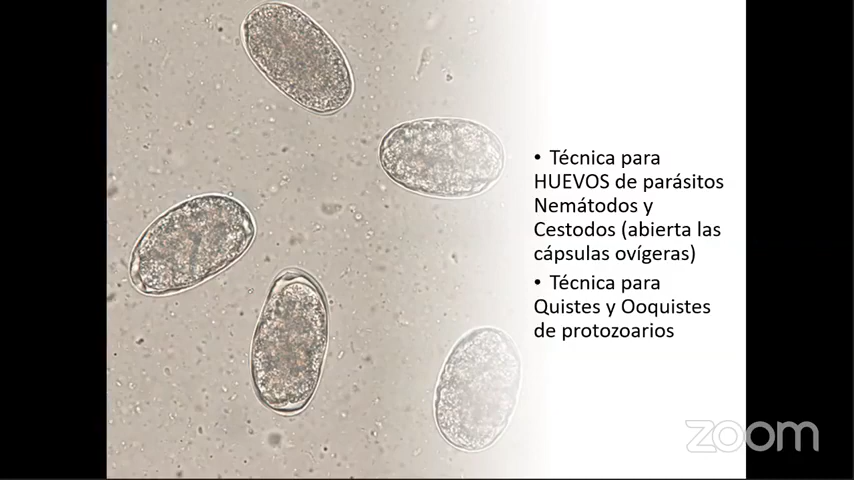 • Técnica para
HUEVOS de parásitos
Nemátodos y
Cestodos (abierta las
cápsulas ovígeras)
• Técnica para
Quistes y Ooquistes
de protozoarios
zoom